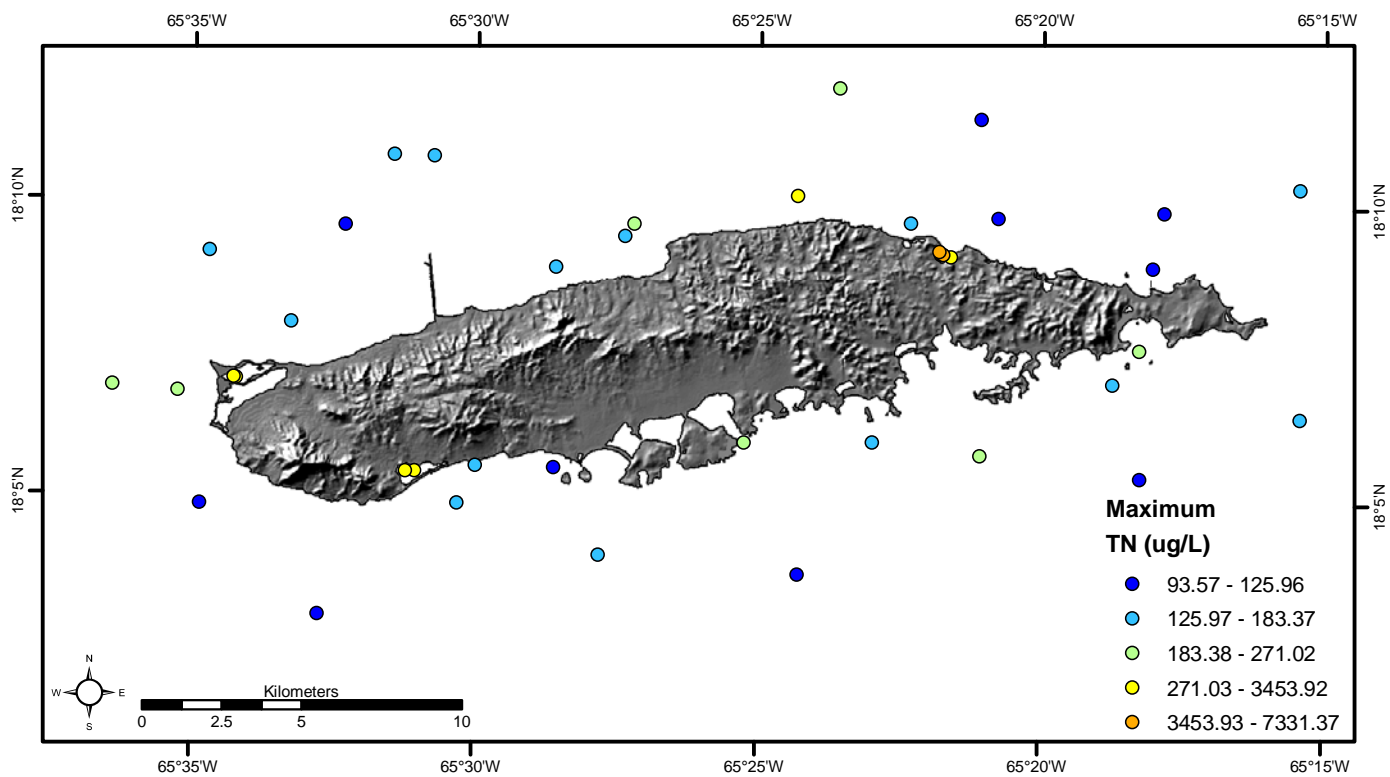 65°35'W 65°30'W 65°25'W 65°20'W 65°15'W
18°10'N
18°10'N
18°5'N
18°5'N
Maximum
TN (ug/L)
93.57 - 125.96
125.97 - 183.37
183.38 - 271.02
271.03 - 3453.92
3453.93 - 7331.37
N
W E
S
Kilometers
0 2.5 5 10
65°35'W 65°30'W 65°25'W 65°20'W 65°15'W